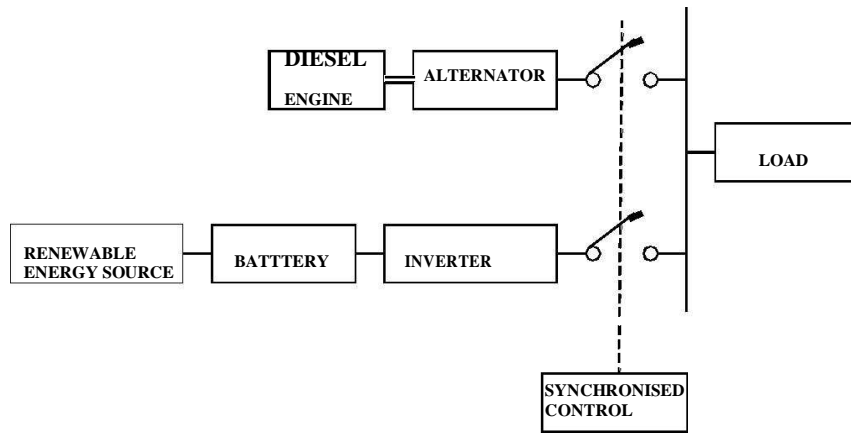 DIESEL
ENGINE
ALTERNATOR
LOAD
RENEWABLE
ENERGY SOURCE
BATTTERY
INVERTER
SYNCHRONISED
CONTROL